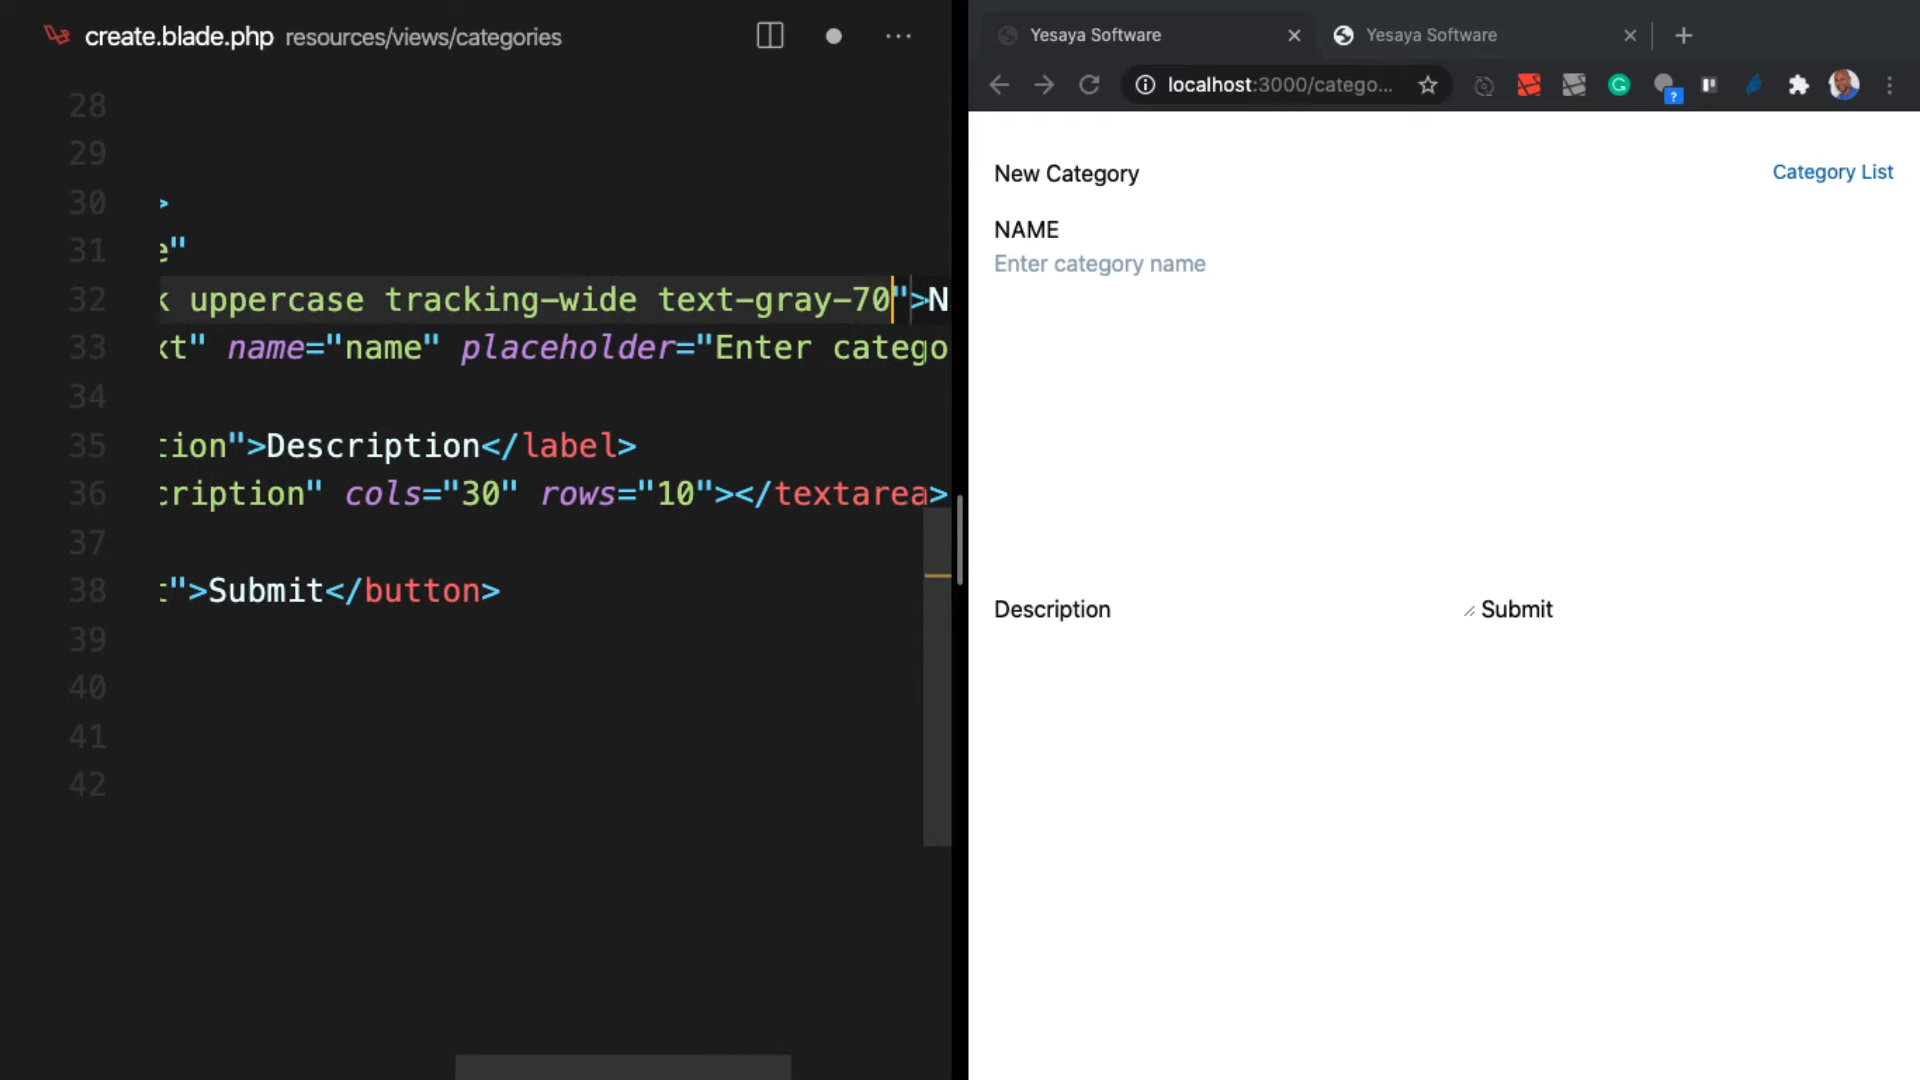 create.blade.php resources/views/categories
28
29
30 >
31 e"
32 k uppercase tracking-wide text-gray-70">N
33 xt" name="name" placeholder="Enter catego
34
35 tion">Description</label>
36 cription" cols="30" rows="10"></textarea>
37
38 t">Submit</button>
39
40
41
42
Yesaya Software
Yesaya Software
localhost:3000/catego...
New Category
Category List
NAME
Enter category name
Description
Submit